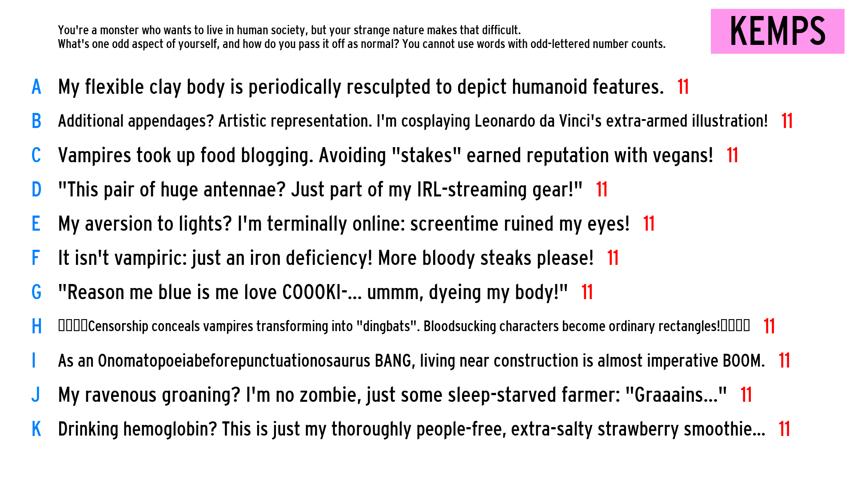 You're a monster who wants to live in human society, but your strange nature makes that difficult.
What's one odd aspect of yourself, and how do you pass it off as normal? You cannot use words with odd-lettered number counts.
KEMPS
A My flexible clay body is periodically resculpted to depict humanoid features. 11
B Additional appendages? Artistic representation. I'm cosplaying Leonardo da Vinci's extra-armed illustration! 11
C Vampires took up food blogging. Avoiding "stakes" earned reputation with vegans! 11
D "This pair of huge antennae? Just part of my IRL-streaming gear!" 11
E My aversion to lights? I'm terminally online: screentime ruined my eyes! 11
F It isn't vampiric: just an iron deficiency! More bloody steaks please! 11
G "Reason me blue is me love COOOKI-... ummm, dyeing my body!" 11
H ▯▯▯▯Censorship conceals vampires transforming into "dingbats". Bloodsucking characters become ordinary rectangles!▯▯▯▯ 11
I As an Onomatopoeiabeforepunctuationosaurus BANG, living near construction is almost imperative BOOM. 11
J My ravenous groaning? I'm no zombie, just some sleep-starved farmer: "Graaains..." 11
K Drinking hemoglobin? This is just my thoroughly people-free, extra-salty strawberry smoothie... 11